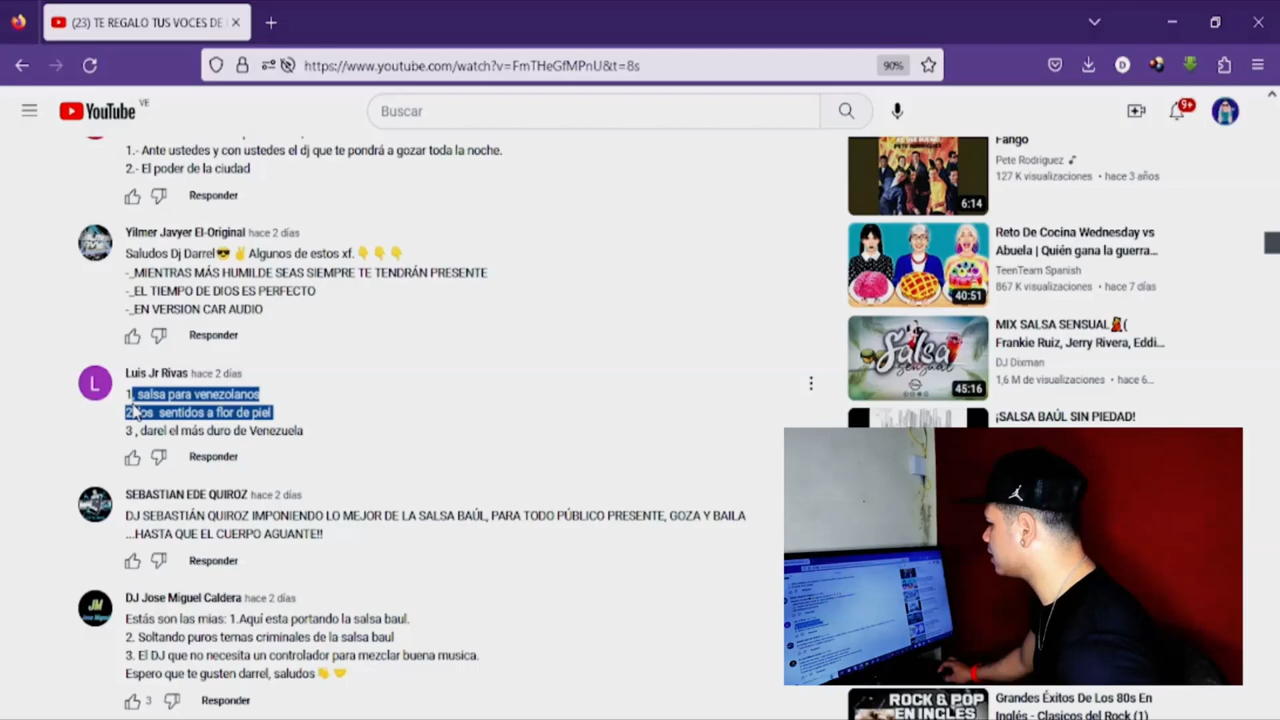 (23) TE REGALO TUS VOCES DE
https://www.youtube.com/watch?v=FmTHeGfMPnU&t=8s
90%
YouTube
VE
Buscar
9+
1.- Ante ustedes y con ustedes el dj que te pondrá a gozar toda la noche.
2.- El poder de la ciudad
Responder
Yilmer Javyer El-Original hace 2 días
Saludos Dj Darrel😎✌️Algunos de estos xf.👇👇👇
-_MIENTRAS MÁS HUMILDE SEAS SIEMPRE TE TENDRÁN PRESENTE
-_EL TIEMPO DE DIOS ES PERFECTO
-_EN VERSION CAR AUDIO
Responder
L
Luis Jr Rivas hace 2 días
1, salsa para venezolanos
sentidos a flor de piel
3 , darel el más duro de Venezuela
Responder
SEBASTIAN EDE QUIROZ hace 2 días
DJ SEBASTIÁN QUIROZ IMPONIENDO LO MEJOR DE LA SALSA BAÚL, PARA TODO PÚBLICO PRESENTE, GOZA Y BAILA
...HASTA QUE EL CUERPO AGUANTE!!
Responder
JM
DJ Jose Miguel Caldera hace 2 días
Estás son las mias: 1.Aquí esta portando la salsa baul.
2. Soltando puros temas criminales de la salsa baul
3. El DJ que no necesita un controlador para mezclar buena musica.
Espero que te gusten darrel, saludos
3
Responder
Fango
Pete Rodriguez
127 K visualizaciones • hace 3 años
6:14
Reto De Cocina Wednesday vs
Abuela | Quién gana la guerra...
TeenTeam Spanish
867 K visualizaciones • hace 7 días
40:51
MIX SALSA SENSUAL
Frankie Ruiz, Jerry Rivera, Eddi...
DJ Dixman
1,6 M de visualizaciones • hace 6...
Salsa
sensual
45:16
¡SALSA BAÚL SIN PIEDAD!
ROCK & POP
EN INGLES
Grandes Éxitos De Los 80s En
Inglés - Clasicos del Rock (1)